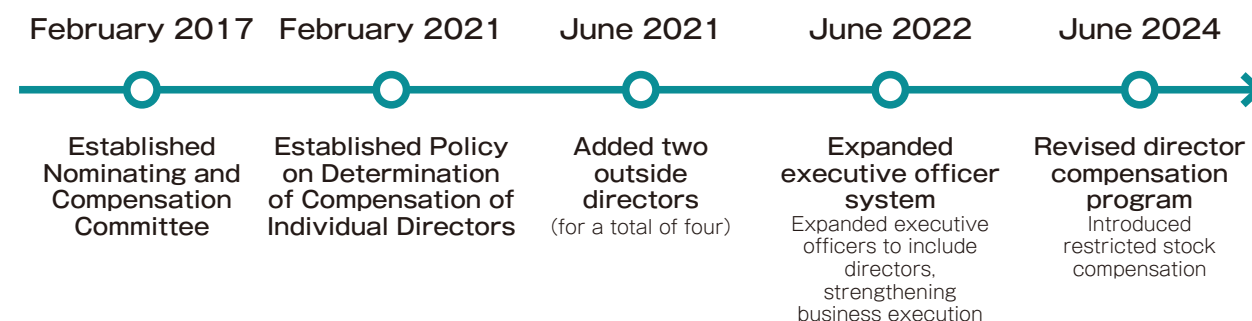 February 2017
Established
Nominating and
Compensation
Committee
February 2021
Established Policy
on Determination
of Compensation of
Individual Directors
June 2021
Added two
outside
directors
(for a total of four)
June 2022
Expanded
executive officer
system
Expanded executive
officers to include
directors,
strengthening
business execution
June 2024
Revised director
compensation
program
Introduced
restricted stock
compensation